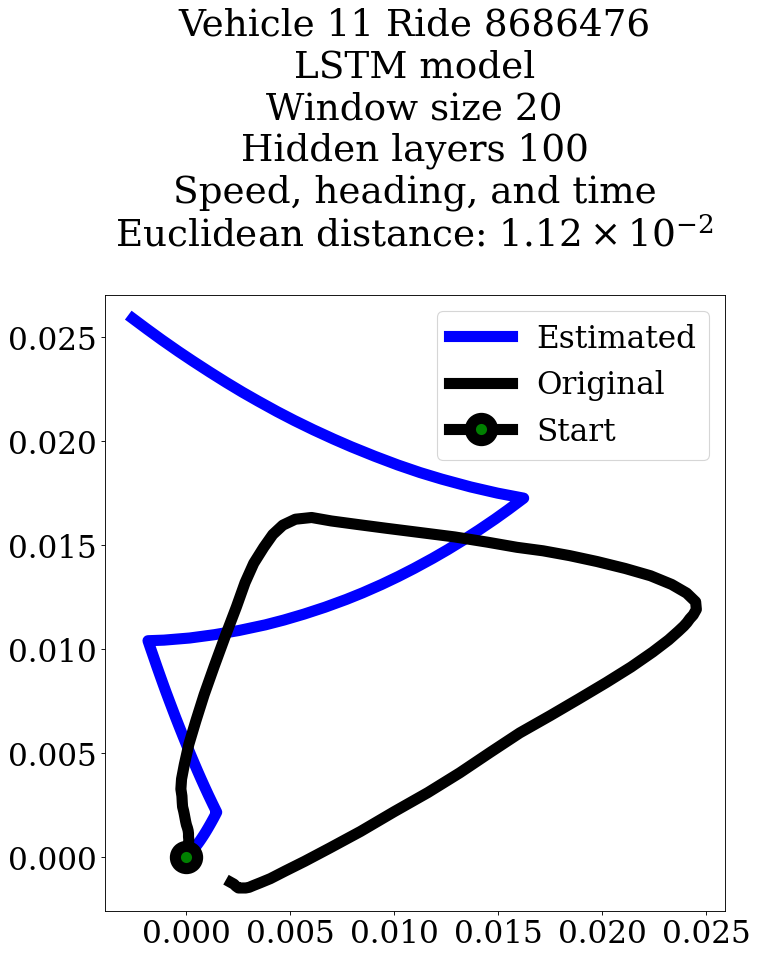 Vehicle 11 Ride 8686476
LSTM model
Window size 20
Hidden layers 100
Speed, heading, and time
Euclidean distance: 1.12 × 10⁻²
Estimated
Original
Start
0.025
0.020
0.015
0.010
0.005
0.000
0.000 0.005 0.010 0.015 0.020 0.025